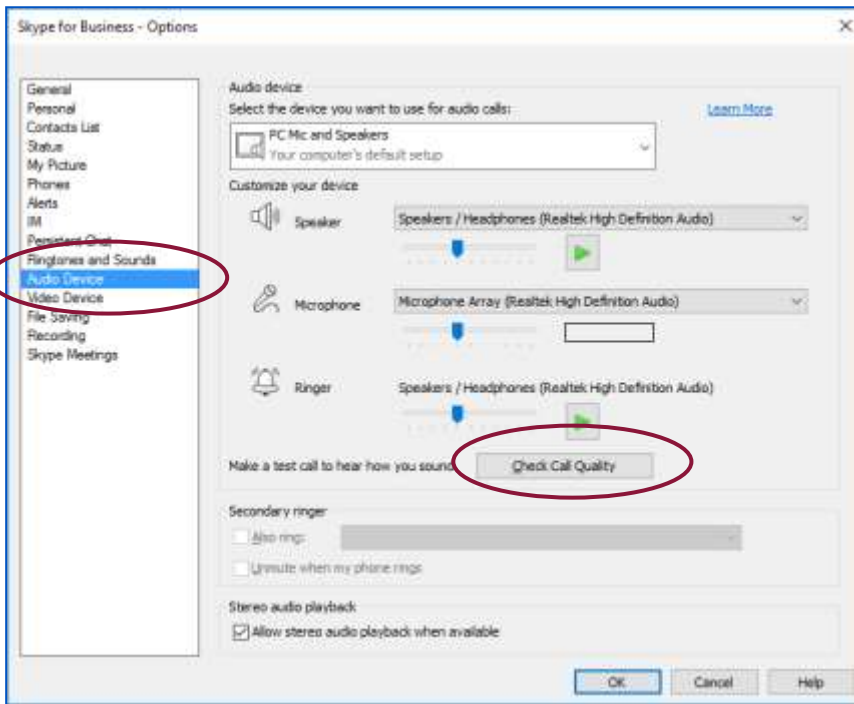 Skype for Business - Options
General
Personal
Contacts List
Status
My Picture
Phones
Alerts
IM
Persistent Chat
Ringtones and Sounds
Audio Device
Video Device
File Saving
Recording
Skype Meetings
Audio device
Select the device you want to use for audio calls:
Learn More
PC Mic and Speakers
Your computer's default setup
Customize your device
Speaker
Speakers / Headphones (Realtek High Definition Audio)
Microphone
Microphone Array (Realtek High Definition Audio)
Ringer
Speakers / Headphones (Realtek High Definition Audio)
Make a test call to hear how you sound
Check Call Quality
Secondary ringer
Also ring:
Unmute when my phone rings
Stereo audio playback
Allow stereo audio playback when available
OK
Cancel
Help